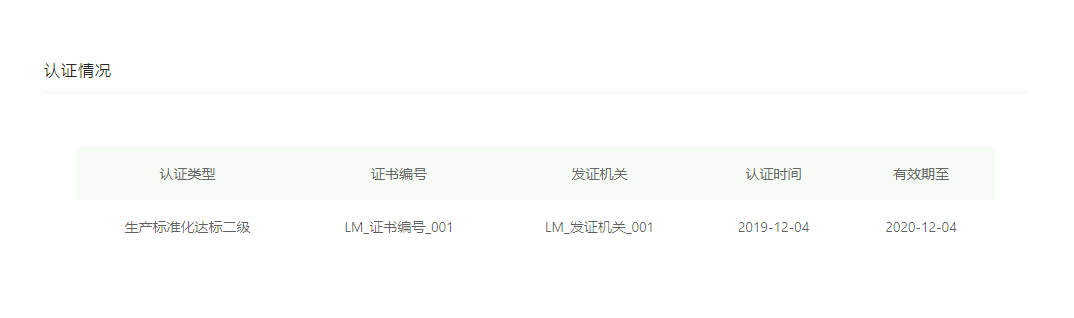 认证情况
认证类型 证书编号 发证机关 认证时间 有效期至
生产标准化达标二级 LM_证书编号_001 LM_发证机关_001 2019-12-04 2020-12-04